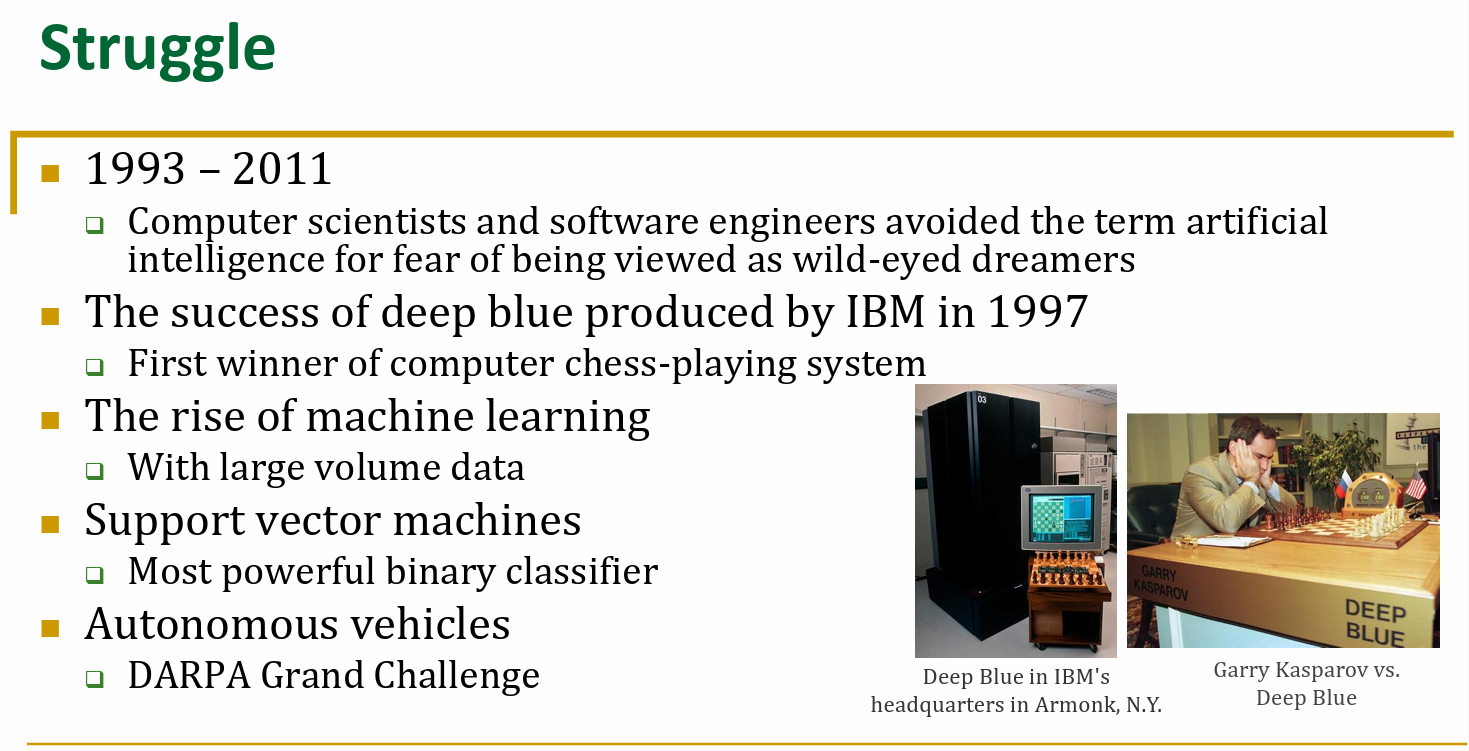 Struggle
1993 – 2011
Computer scientists and software engineers avoided the term artificial
intelligence for fear of being viewed as wild-eyed dreamers
The success of deep blue produced by IBM in 1997
First winner of computer chess-playing system
The rise of machine learning
With large volume data
Support vector machines
Most powerful binary classifier
Autonomous vehicles
DARPA Grand Challenge
03
GARRY
KASPAROV
DEEP
BLUE
Deep Blue in IBM's
headquarters in Armonk, N.Y.
Garry Kasparov vs.
Deep Blue